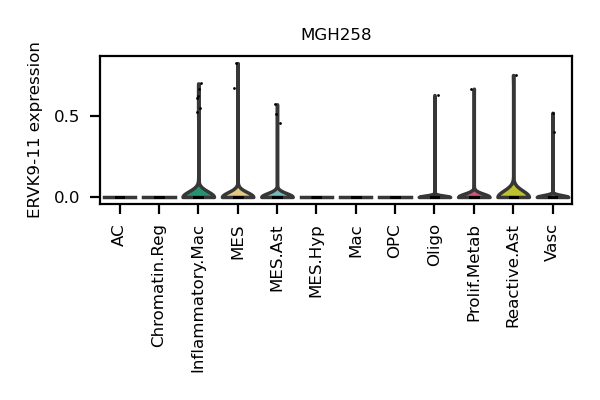 MGH258
ERVK9-11 expression
0.5
0.0
AC
Chromatin.Reg
Inflammatory.Mac
MES
MES.Ast
MES.Hyp
Mac
OPC
Oligo
Prolif.Metab
Reactive.Ast
Vasc